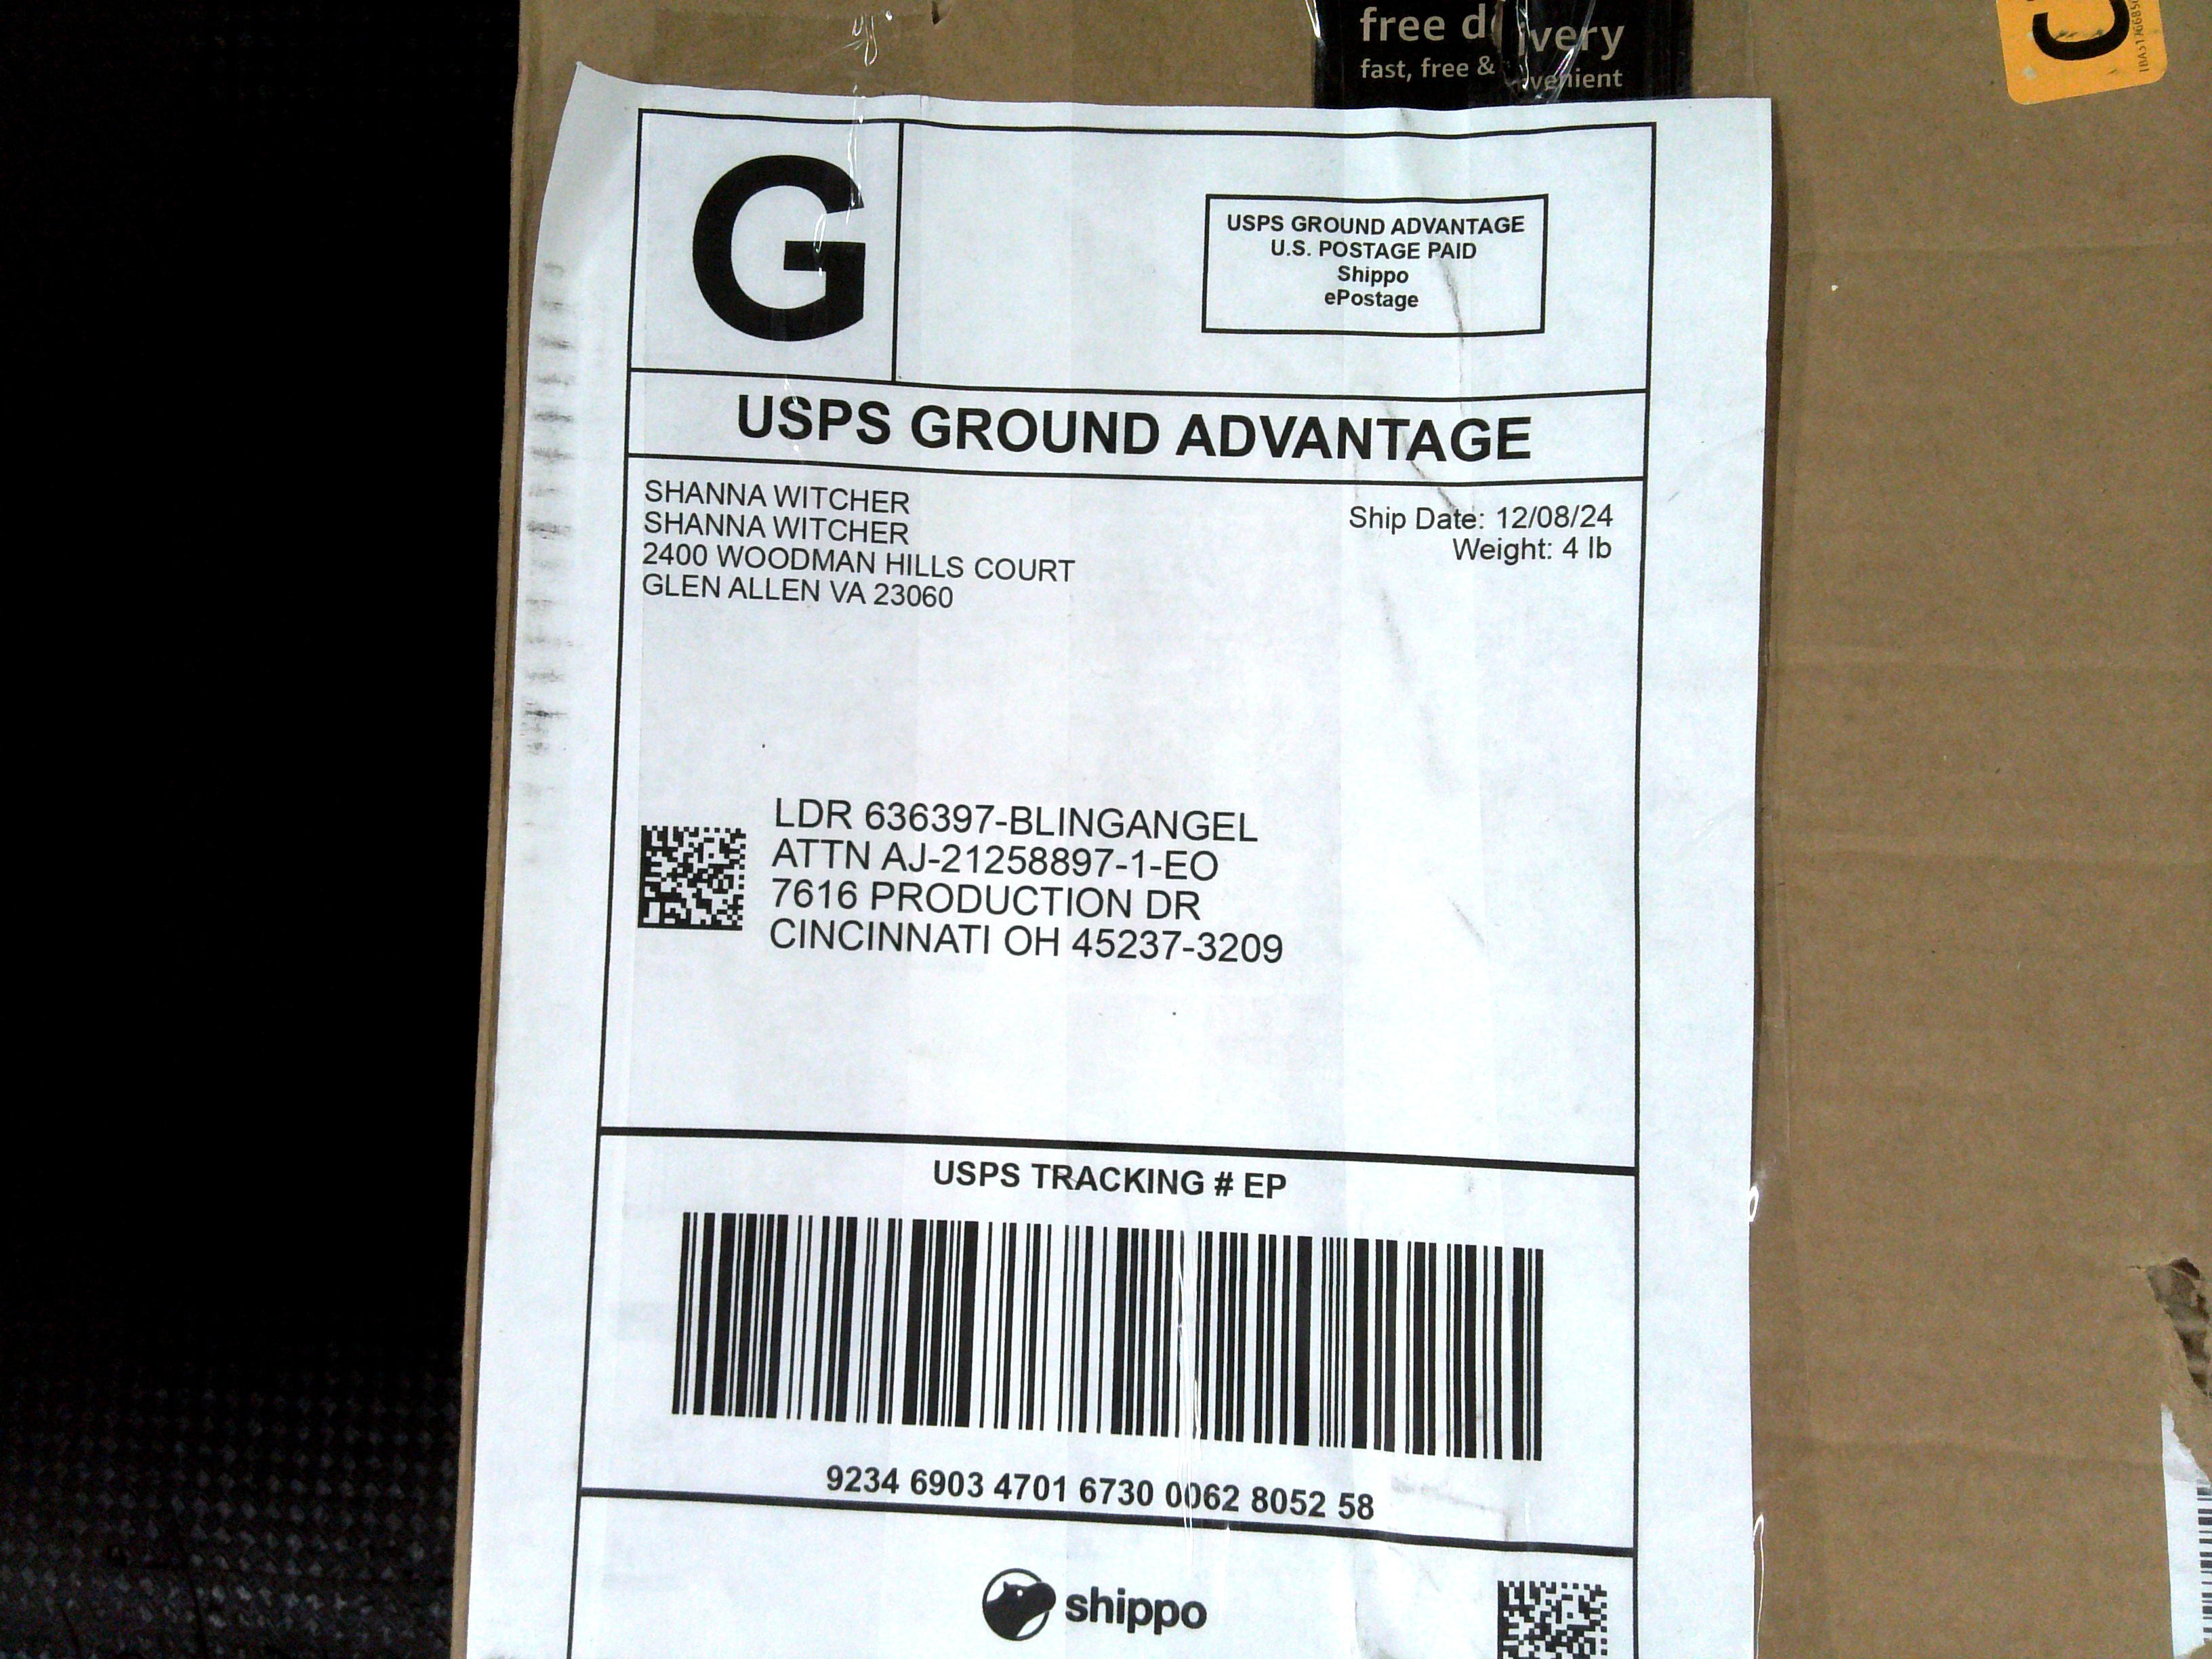 free d ivery
fast, free & venient
G
USPS GROUND ADVANTAGE
U.S. POSTAGE PAID
Shippo
ePostage
USPS GROUND ADVANTAGE
SHANNA WITCHER
SHANNA WITCHER
2400 WOODMAN HILLS COURT
GLEN ALLEN VA 23060
Ship Date: 12/08/24
Weight: 4 lb
LDR 636397-BLINGANGEL
ATTN AJ-21258897-1-EO
7616 PRODUCTION DR
CINCINNATI OH 45237-3209
USPS TRACKING # EP
9234 6903 4701 6730 0062 8052 58
shippo